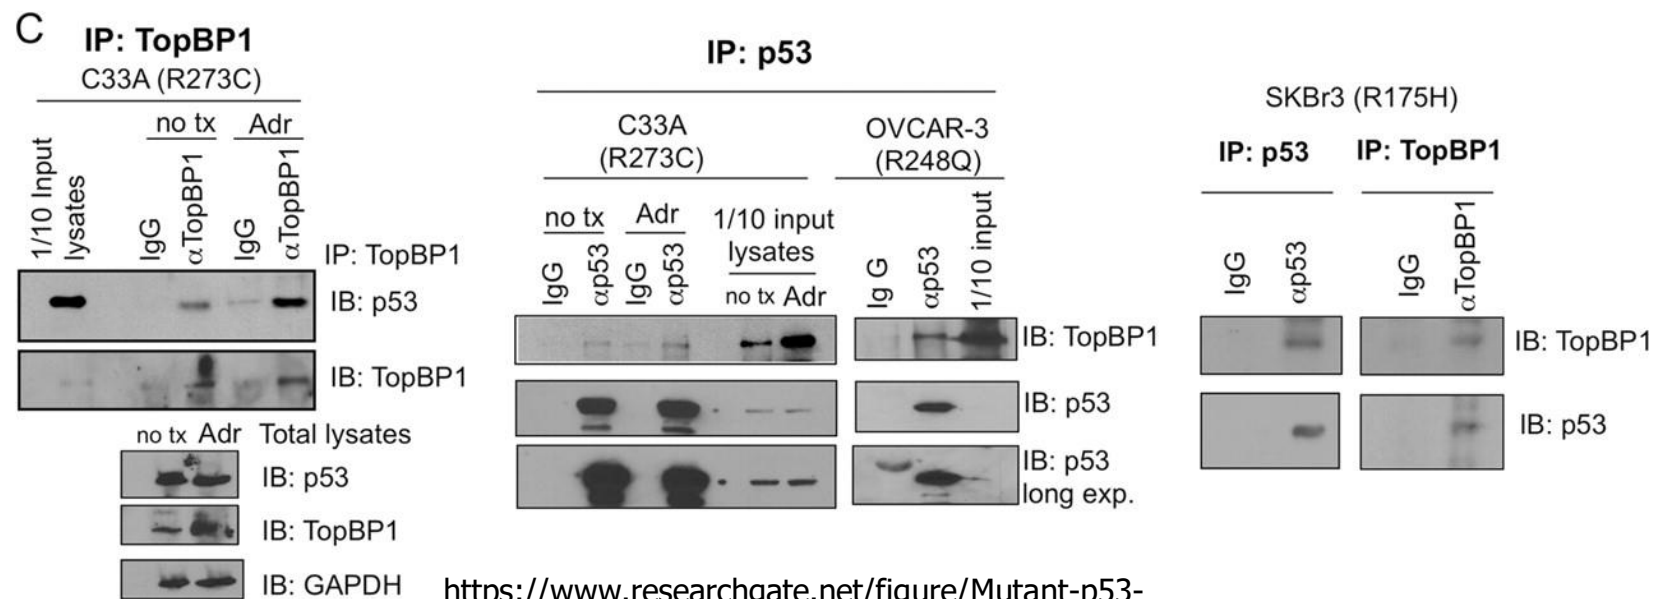 C
IP: TopBP1
C33A (R273C)
no tx Adr
1/10 Input
lysates
IgG
αTopBP1
IgG
αTopBP1
IP: TopBP1
IB: p53
IB: TopBP1
no tx Adr Total lysates
IB: p53
IB: TopBP1
IB: GAPDH
IP: p53
C33A
(R273C)
no tx Adr 1/10 input
lysates
IgG
αp53
IgG
αp53
no tx Adr
OVCAR-3
(R248Q)
Ig G
αp53
1/10 input
IB: TopBP1
IB: p53
IB: p53
long exp.
SKBr3 (R175H)
IP: p53 IP: TopBP1
IgG
αp53
IgG
αTopBP1
IB: TopBP1
IB: p53
https://www.researchgate.net/figure/Mutant-p53-